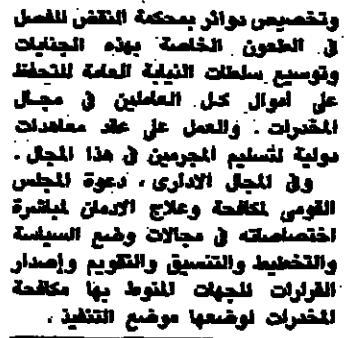 وتخصيص دوائر بمحكمة النقض للفصل
في الطعون الخاصة بهذه الجنايات
وتوسيع سلطات النيابة العامة للتحفظ
على اموال كل العاملين في مجال
المخدرات . والعمل على عقد معاهدات
دولية لتسليم المجرمين في هذا المجال .
وفي المجال الادارى ، دعوة المجلس
القومى لمكافحة وعلاج الادمان لمباشرة
اختصاصاته في مجالات وضع السياسة
والتخطيط والتنسيق والتقويم وإصدار
القرارات للجهات المنوط بها مكافحة
المخدرات لوضعها موضع التنفيذ .